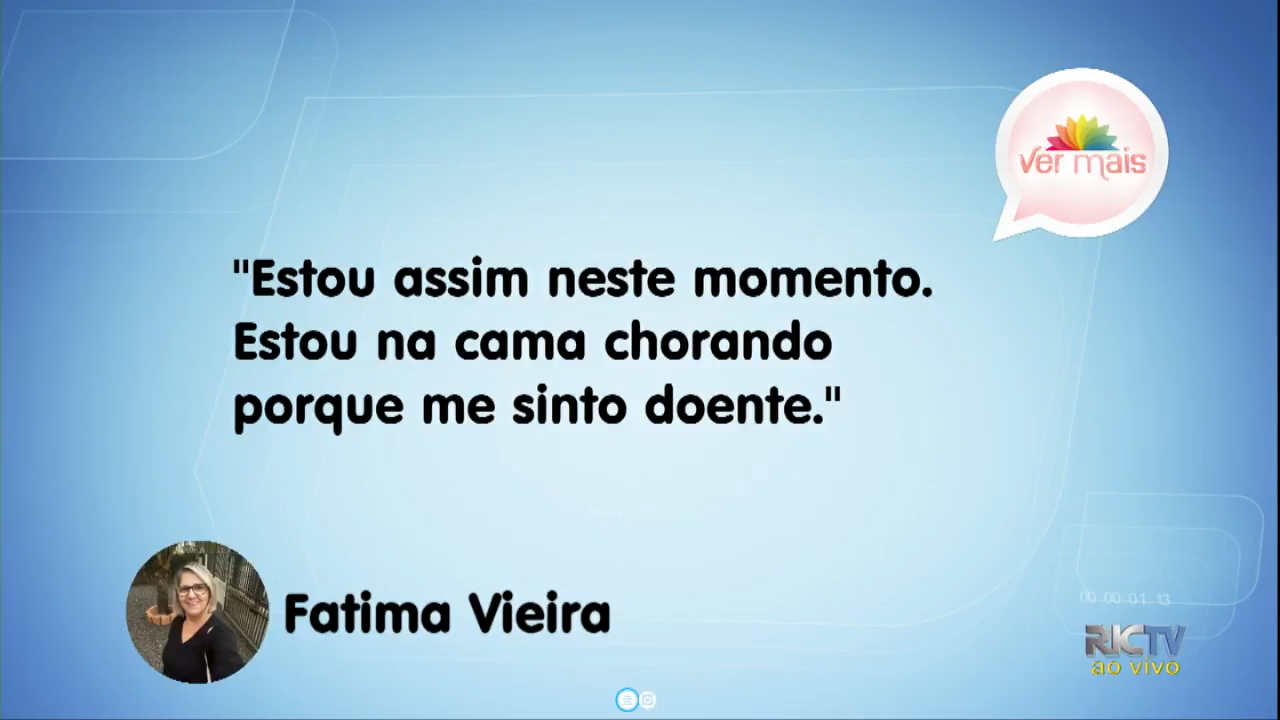 ver mais
"Estou assim neste momento.
Estou na cama chorando
porque me sinto doente."
Fatima Vieira
00:00:01:13
RICTV
ao vivo